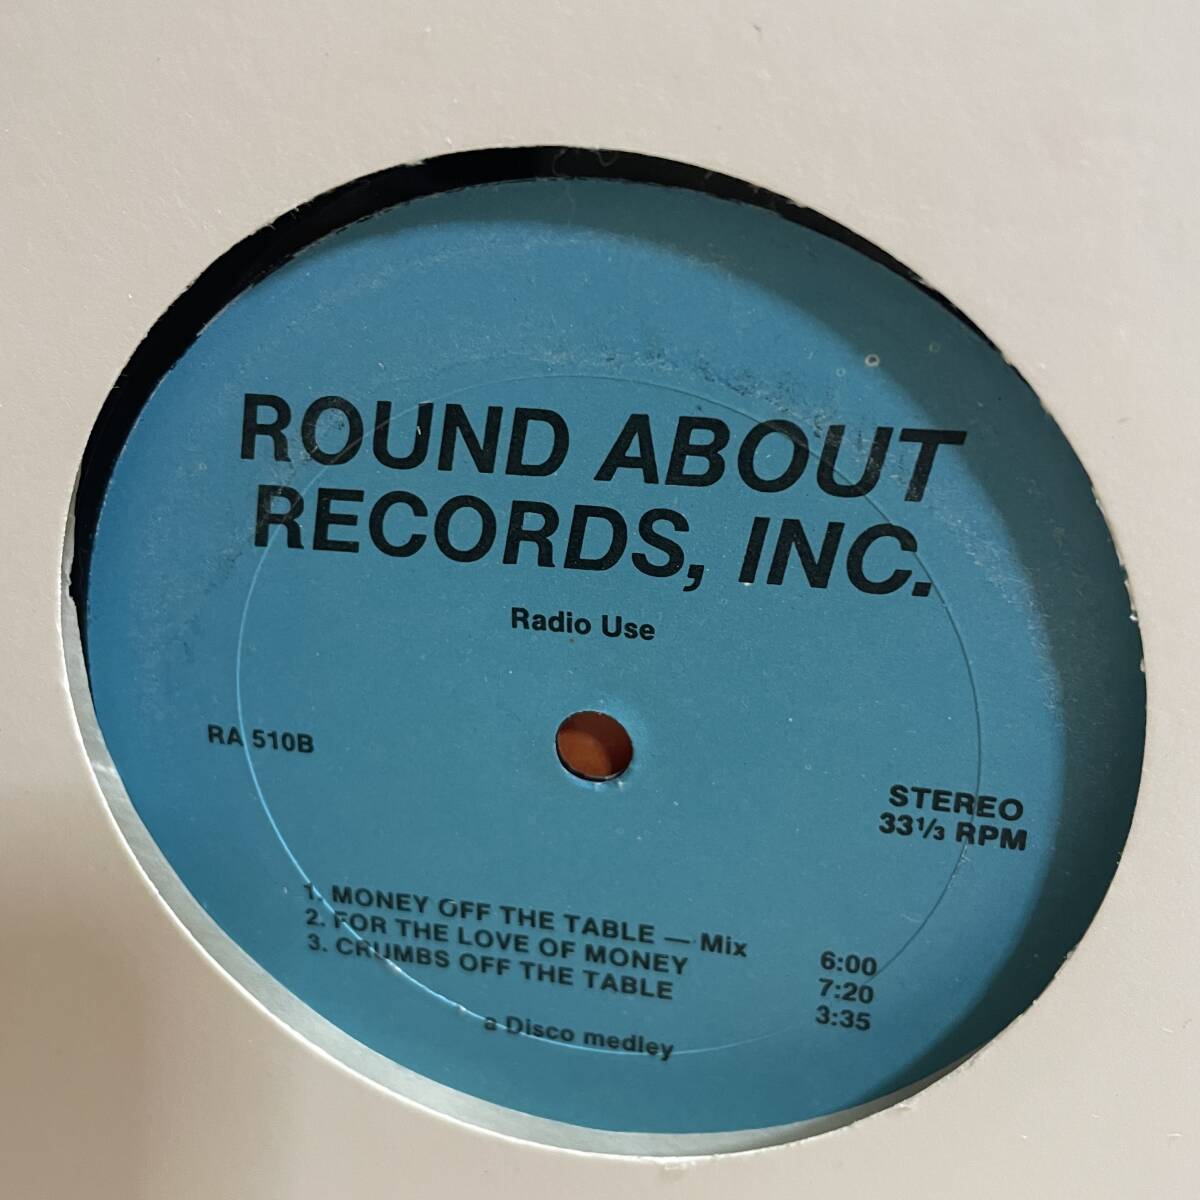 ROUND ABOUT
RECORDS, INC.
Radio Use
RA 510B
STEREO
33⅓ RPM
1. MONEY OFF THE TABLE — Mix 6:00
2. FOR THE LOVE OF MONEY 7:20
3. CRUMBS OFF THE TABLE 3:35
a Disco medley